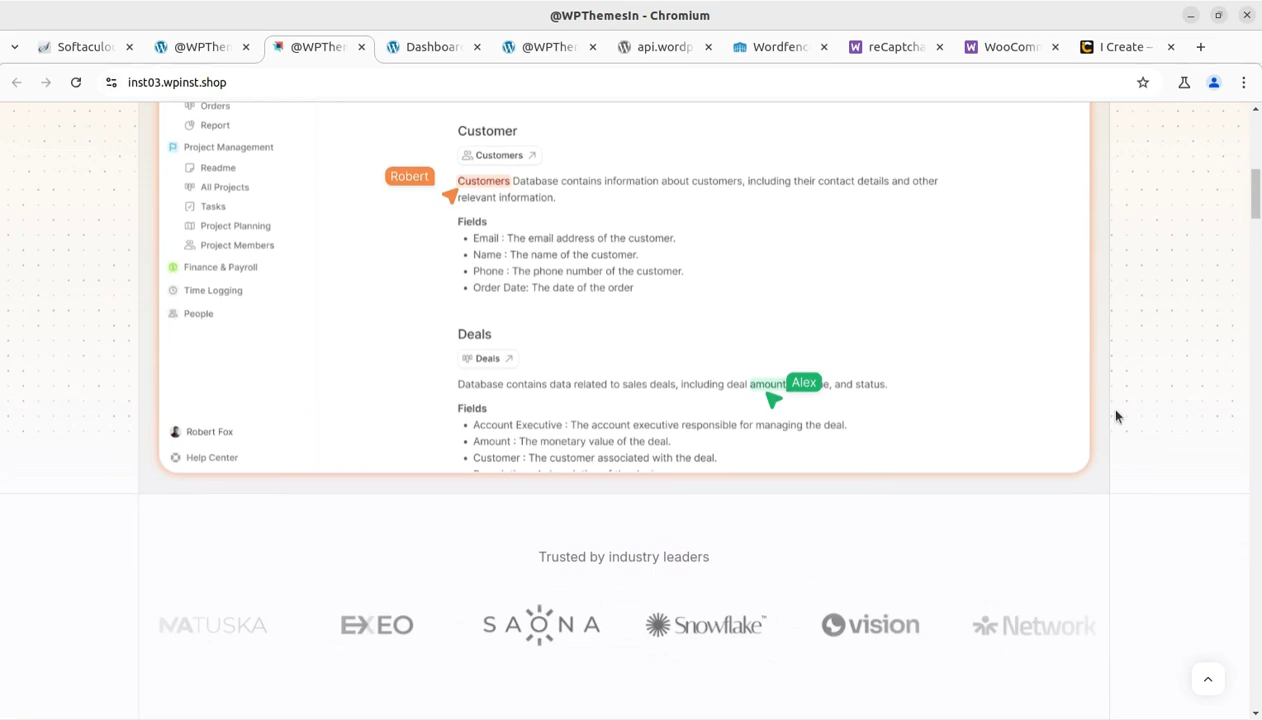 @WPThemesIn - Chromium
Softaculou
@WPThem
@WPThem
Dashboard
@WPThem
api.wordp
Wordfenc
reCaptcha
WooComm
I Create –
inst03.wpinst.shop
Orders
Report
Project Management
Readme
All Projects
Tasks
Project Planning
Project Members
Finance & Payroll
Time Logging
People
Robert Fox
Help Center
Customer
Customers
Robert
Customers Database contains information about customers, including their contact details and other
relevant information.
Fields
• Email : The email address of the customer.
• Name : The name of the customer.
• Phone : The phone number of the customer.
• Order Date: The date of the order
Deals
Deals
Database contains data related to sales deals, including deal amount
Alex
, and status.
Fields
• Account Executive : The account executive responsible for managing the deal.
• Amount : The monetary value of the deal.
• Customer : The customer associated with the deal.
Trusted by industry leaders
NATUSKA
EXEO
SAONA
Snowflake™
vision
Network